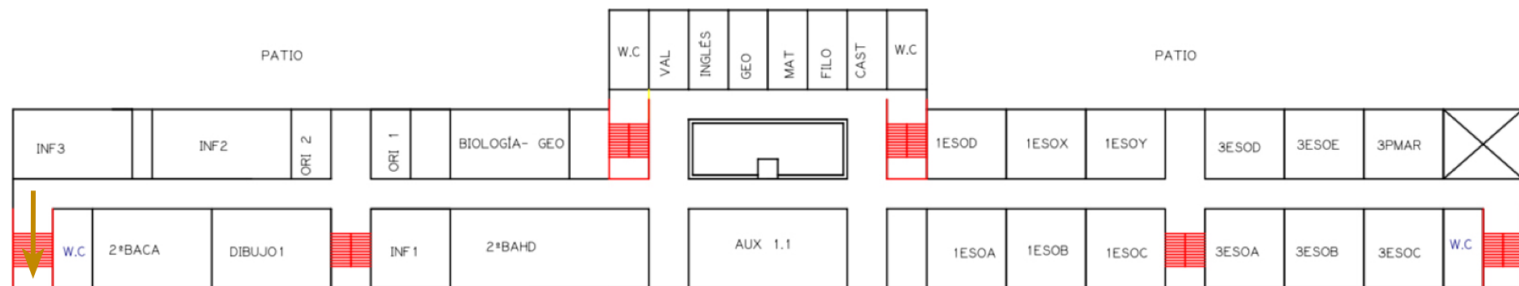 PATIO
W.C
VAL
INGLÉS
GEO
MAT
FILO
CAST
W.C
PATIO
INF3
INF2
ORI 2
ORI 1
BIOLOGÍA- GEO
1ESOD
1ESOX
1ESOY
3ESOD
3ESOE
3PMAR
W.C
2ºBACA
DIBUJO1
INF1
2ºBAHD
AUX 1.1
1ESOA
1ESOB
1ESOC
3ESOA
3ESOB
3ESOC
W.C